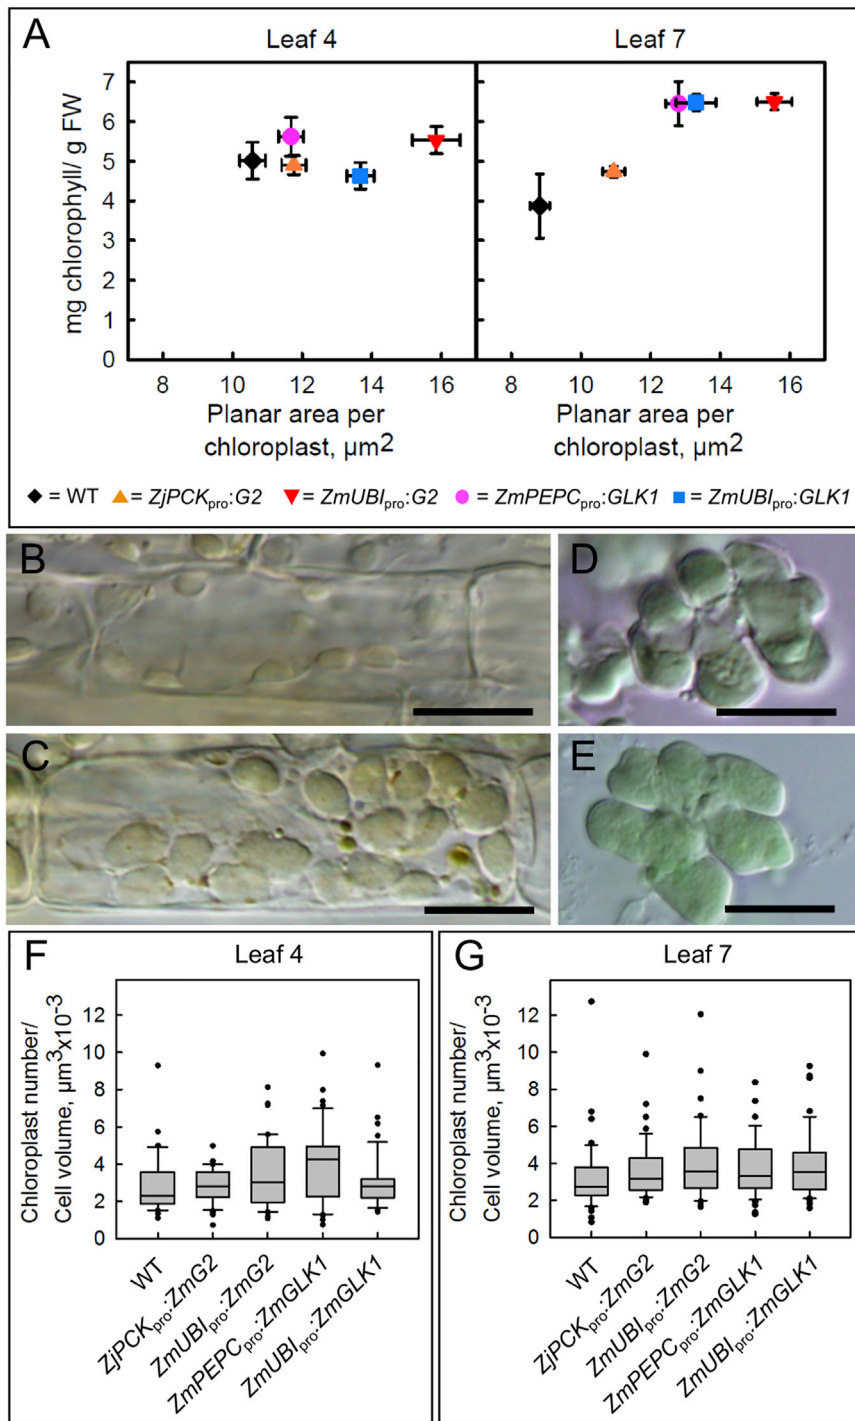 A
Leaf 4
Leaf 7
mg chlorophyll/ g FW
7
6
5
4
3
2
1
0
8 10 12 14 16
8 10 12 14 16
Planar area per
chloroplast, µm²
Planar area per
chloroplast, µm²
= WT = ZjPCKpro:G2 = ZmUBIpro:G2 = ZmPEPCpro:GLK1 = ZmUBIpro:GLK1
B
D
C
E
F
Leaf 4
Chloroplast number/
Cell volume, µm³x10⁻³
12
10
8
6
4
2
0
WT
ZjPCKpro:ZmG2
ZmUBIpro:ZmG2
ZmPEPCpro:ZmGLK1
ZmUBIpro:ZmGLK1
G
Leaf 7
Chloroplast number/
Cell volume, µm³x10⁻³
12
10
8
6
4
2
0
WT
ZjPCKpro:ZmG2
ZmUBIpro:ZmG2
ZmPEPCpro:ZmGLK1
ZmUBIpro:ZmGLK1